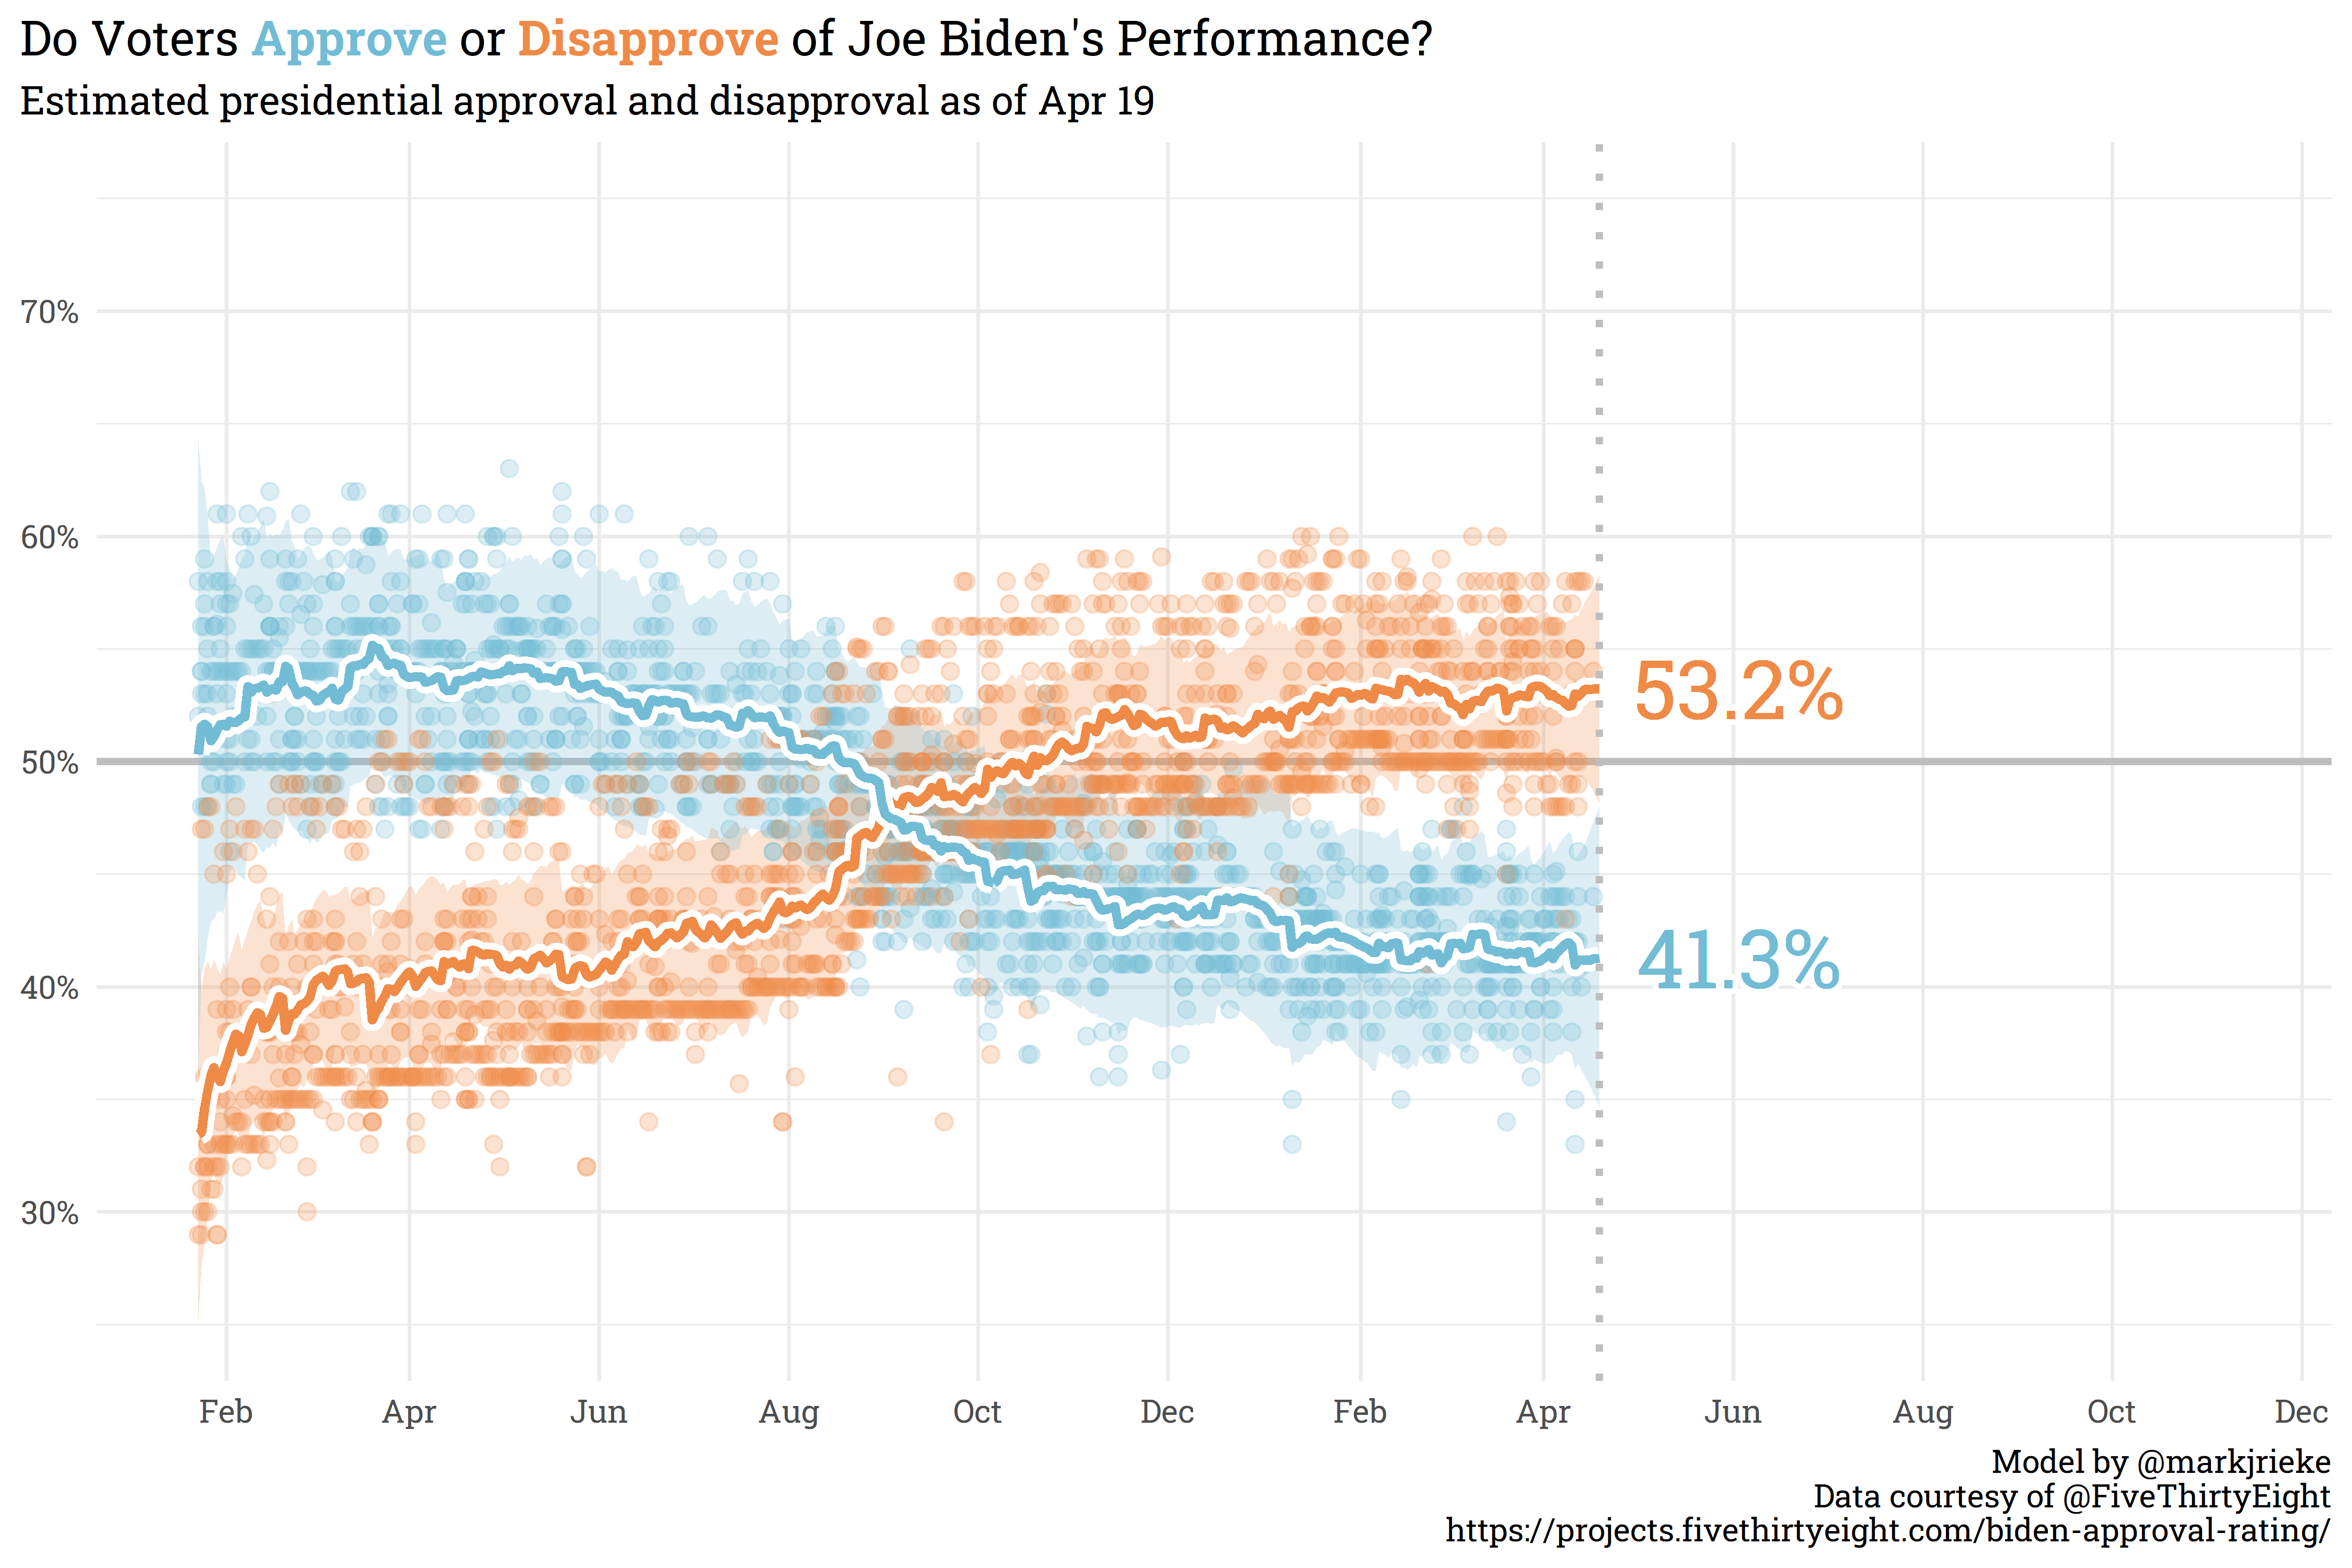 Do Voters Approve or Disapprove of Joe Biden's Performance?
Estimated presidential approval and disapproval as of Apr 19
70%
60%
50%
40%
30%
53.2%
41.3%
Feb Apr Jun Aug Oct Dec Feb Apr Jun Aug Oct Dec
Model by @markjrieke
Data courtesy of @FiveThirtyEight
https://projects.fivethirtyeight.com/biden-approval-rating/